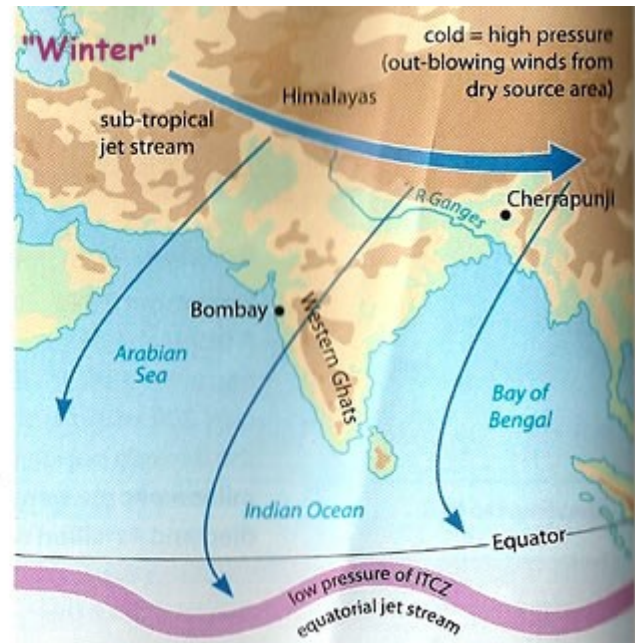 "Winter"
cold = high pressure
(out-blowing winds from
dry source area)
Himalayas
sub-tropical
jet stream
R Ganges
Cherrapunji
Bombay
Western Ghats
Arabian
Sea
Bay of
Bengal
Indian Ocean
Equator
low pressure of ITCZ
equatorial jet stream